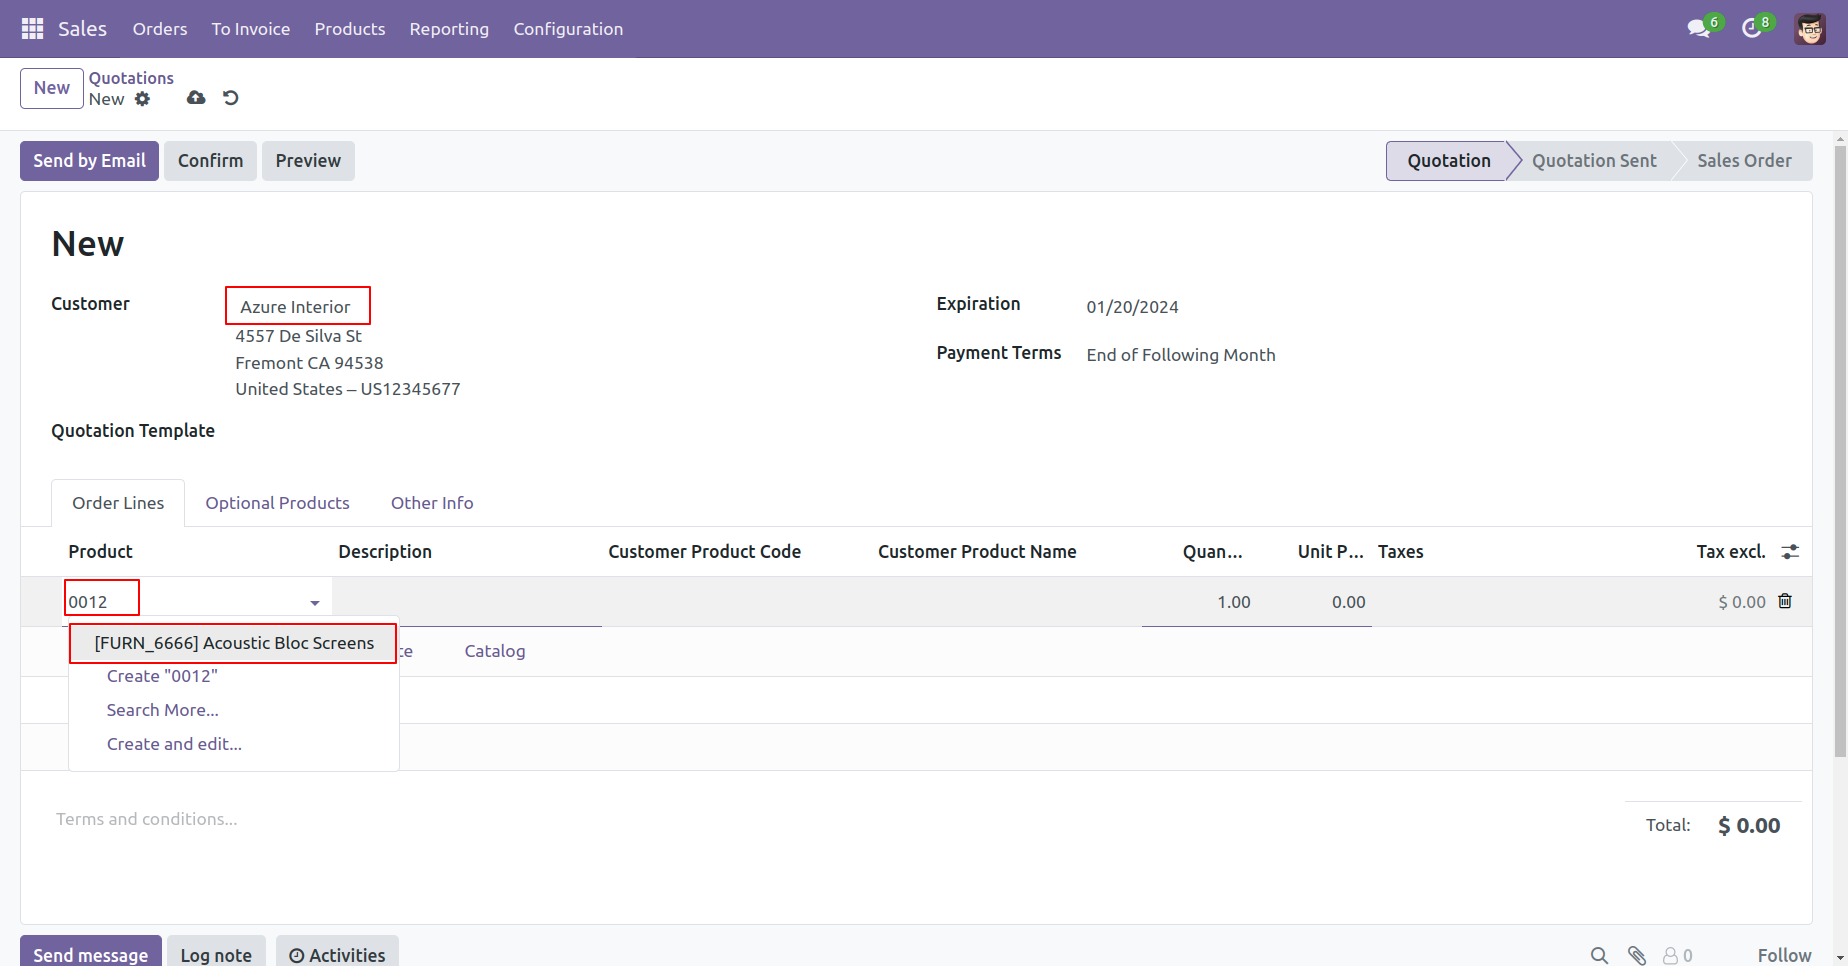 Sales Orders To Invoice Products Reporting Configuration 6 8
New Quotations
New
Send by Email Confirm Preview Quotation Quotation Sent Sales Order
New
Customer Azure Interior Expiration 01/20/2024
4557 De Silva St
Fremont CA 94538 Payment Terms End of Following Month
United States – US12345677
Quotation Template
Order Lines Optional Products Other Info
Product Description Customer Product Code Customer Product Name Quan... Unit P... Taxes Tax excl.
0012 1.00 0.00 $ 0.00
[FURN_6666] Acoustic Bloc Screens Catalog
Create "0012"
Search More...
Create and edit...
Terms and conditions...
Total: $ 0.00
Send message Log note Activities 0 Follow